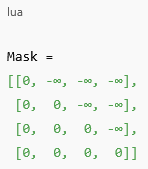 lua
Mask =
[[0, -∞, -∞, -∞],
[0, 0, -∞, -∞],
[0, 0, 0, -∞],
[0, 0, 0, 0]]